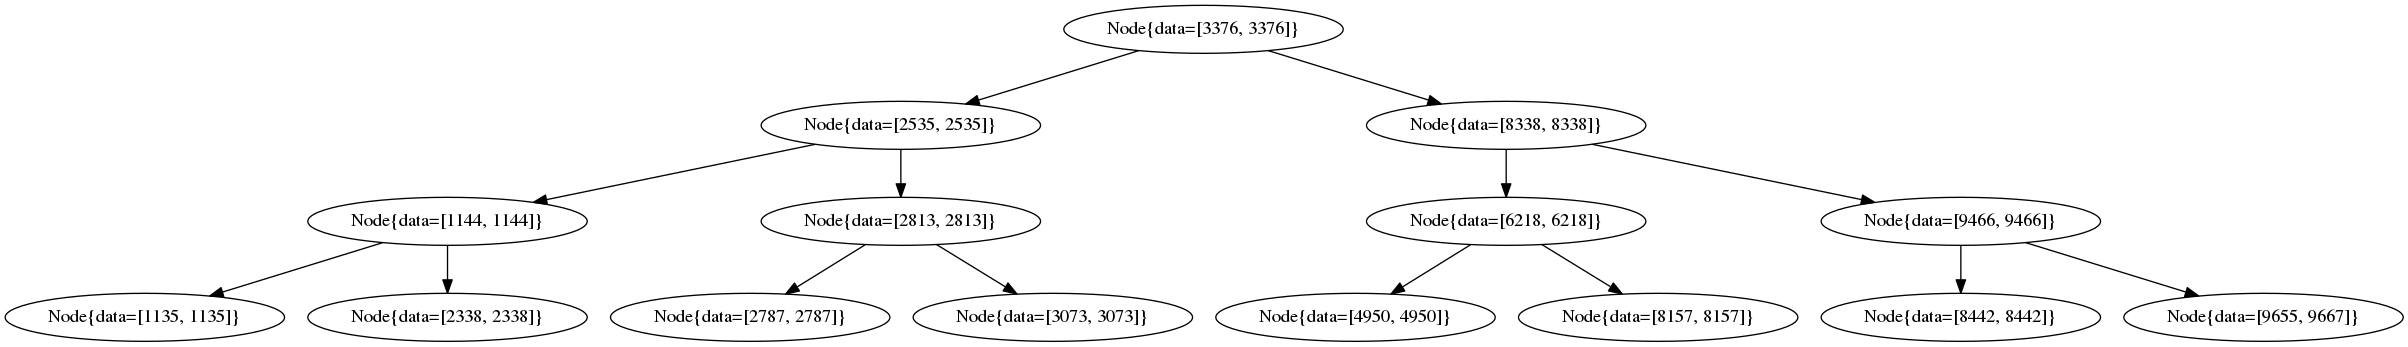 Node{data=[3376, 3376]}
Node{data=[2535, 2535]}
Node{data=[8338, 8338]}
Node{data=[1144, 1144]}
Node{data=[2813, 2813]}
Node{data=[6218, 6218]}
Node{data=[9466, 9466]}
Node{data=[1135, 1135]}
Node{data=[2338, 2338]}
Node{data=[2787, 2787]}
Node{data=[3073, 3073]}
Node{data=[4950, 4950]}
Node{data=[8157, 8157]}
Node{data=[8442, 8442]}
Node{data=[9655, 9667]}